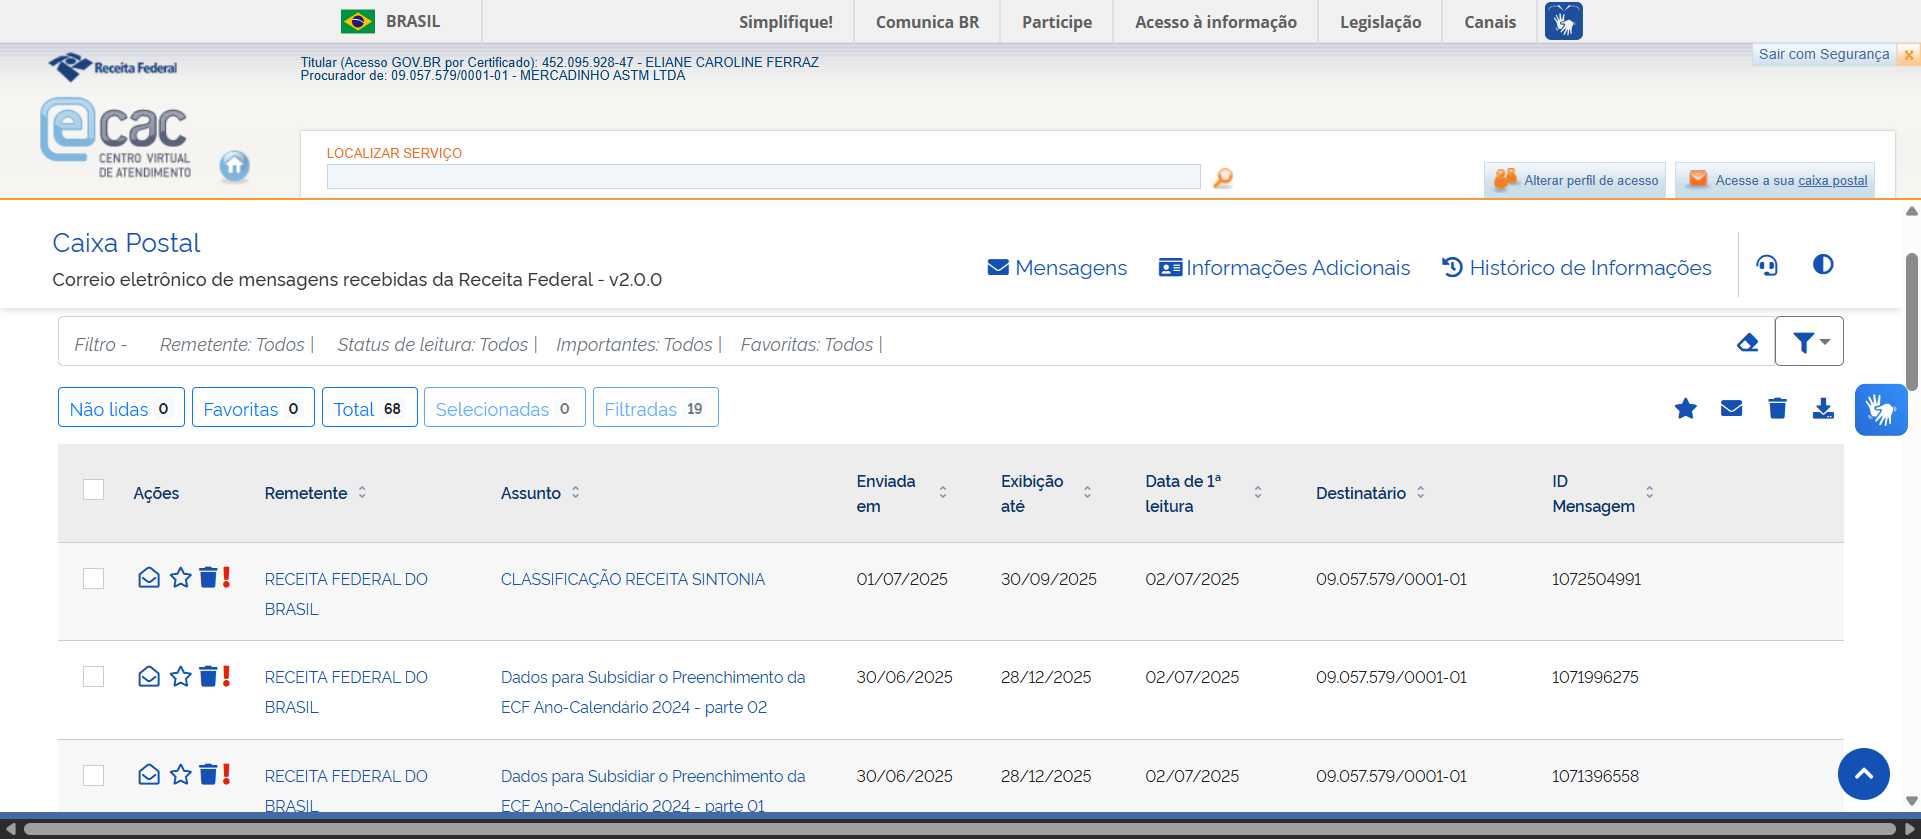 BRASIL
Simplifique!
Comunica BR
Participe
Acesso à informação
Legislação
Canais
Receita Federal
Titular (Acesso GOV.BR por Certificado): 452.095.928-47 - ELIANE CAROLINE FERRAZ
Procurador de: 09.057.579/0001-01 - MERCADINHO ASTM LTDA
Sair com Segurança x
ecac
CENTRO VIRTUAL
DE ATENDIMENTO
LOCALIZAR SERVIÇO
Alterar perfil de acesso
Acesse a sua caixa postal
Caixa Postal
Correio eletrônico de mensagens recebidas da Receita Federal - v2.0.0
Mensagens
Informações Adicionais
Histórico de Informações
Filtro - Remetente: Todos | Status de leitura: Todos | Importantes: Todos | Favoritas: Todos |
Não lidas 0
Favoritas 0
Total 68
Selecionadas 0
Filtradas 19
Ações
Remetente
Assunto
Enviada em
Exibição até
Data de 1ª leitura
Destinatário
ID Mensagem
RECEITA FEDERAL DO BRASIL
CLASSIFICAÇÃO RECEITA SINTONIA
01/07/2025
30/09/2025
02/07/2025
09.057.579/0001-01
1072504991
RECEITA FEDERAL DO BRASIL
Dados para Subsidiar o Preenchimento da
ECF Ano-Calendário 2024 - parte 02
30/06/2025
28/12/2025
02/07/2025
09.057.579/0001-01
1071996275
RECEITA FEDERAL DO BRASIL
Dados para Subsidiar o Preenchimento da
ECF Ano-Calendário 2024 - parte 01
30/06/2025
28/12/2025
02/07/2025
09.057.579/0001-01
1071396558